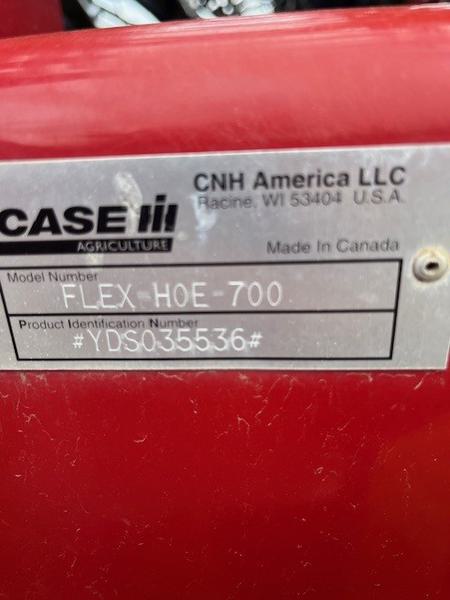 CNH America LLC
Racine, WI 53404 U.S.A.
CASE IH
AGRICULTURE
Made In Canada
Model Number
FLEX-HOE-700
Product Identification Number
#YDS035536#